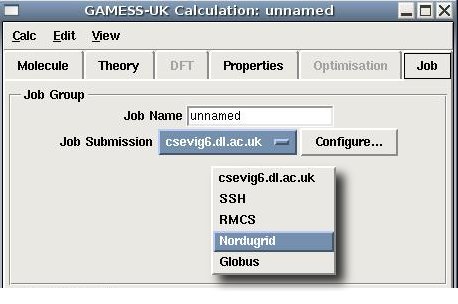 GAMESS-UK Calculation: unnamed
Calc Edit View
Molecule Theory DFT Properties Optimisation Job
Job Group
Job Name unnamed
Job Submission csevig6.dl.ac.uk Configure...
csevig6.dl.ac.uk
SSH
RMCS
Nordugrid
Globus